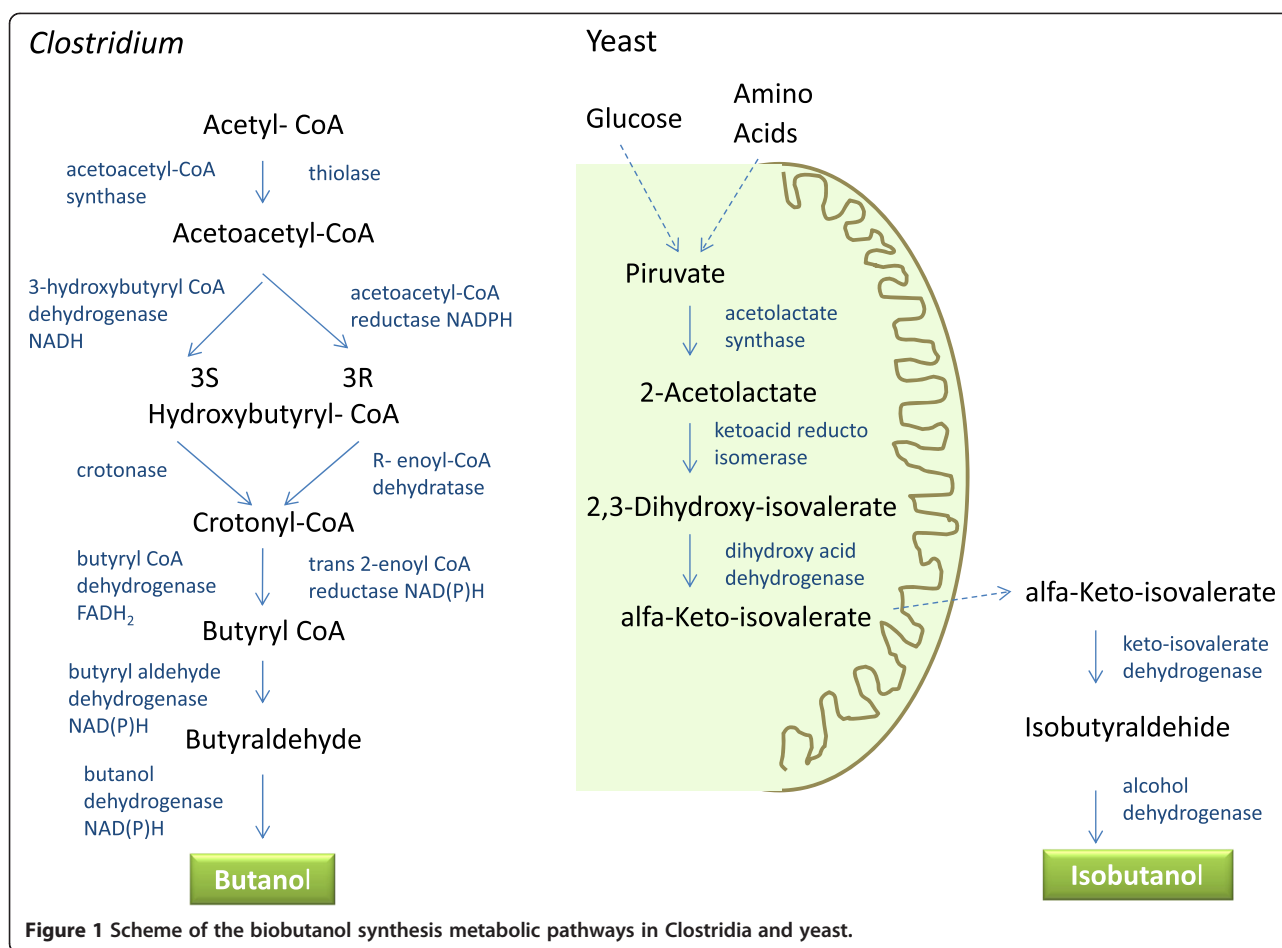 Clostridium
Acetyl- CoA
acetoacetyl-CoA
synthase
thiolase
Acetoacetyl-CoA
3-hydroxybutyryl CoA
dehydrogenase
NADH
acetoacetyl-CoA
reductase NADPH
3S
3R
Hydroxybutyryl- CoA
crotonase
R- enoyl-CoA
dehydratase
Crotonyl-CoA
butyryl CoA
dehydrogenase
FADH2
trans 2-enoyl CoA
reductase NAD(P)H
Butyryl CoA
butyryl aldehyde
dehydrogenase
NAD(P)H
Butyraldehyde
butanol
dehydrogenase
NAD(P)H
Butanol
Yeast
Glucose
Amino
Acids
Piruvate
acetolactate
synthase
2-Acetolactate
ketoacid reducto
isomerase
2,3-Dihydroxy-isovalerate
dihydroxy acid
dehydrogenase
alfa-Keto-isovalerate
alfa-Keto-isovalerate
keto-isovalerate
dehydrogenase
Isobutyraldehide
alcohol
dehydrogenase
Isobutanol
Figure 1 Scheme of the biobutanol synthesis metabolic pathways in Clostridia and yeast.